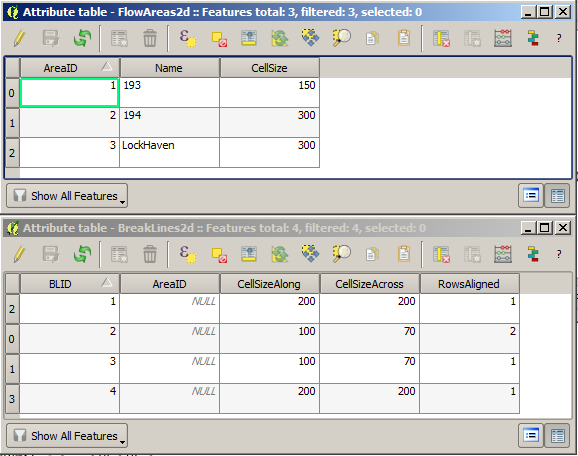 Attribute table - FlowAreas2d :: Features total: 3, filtered: 3, selected: 0
AreaID Name CellSize
0 1 193 150
1 2 194 300
2 3 LockHaven 300
Show All Features
Attribute table - BreakLines2d :: Features total: 4, filtered: 4, selected: 0
BLID AreaID CellSizeAlong CellSizeAcross RowsAligned
2 1 NULL 200 200 1
0 2 NULL 100 70 2
1 3 NULL 100 70 1
3 4 NULL 200 200 1
Show All Features